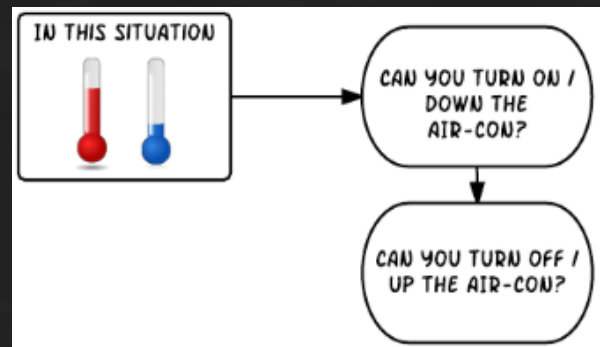 IN THIS SITUATION
CAN YOU TURN ON /
DOWN THE
AIR-CON?
CAN YOU TURN OFF /
UP THE AIR-CON?